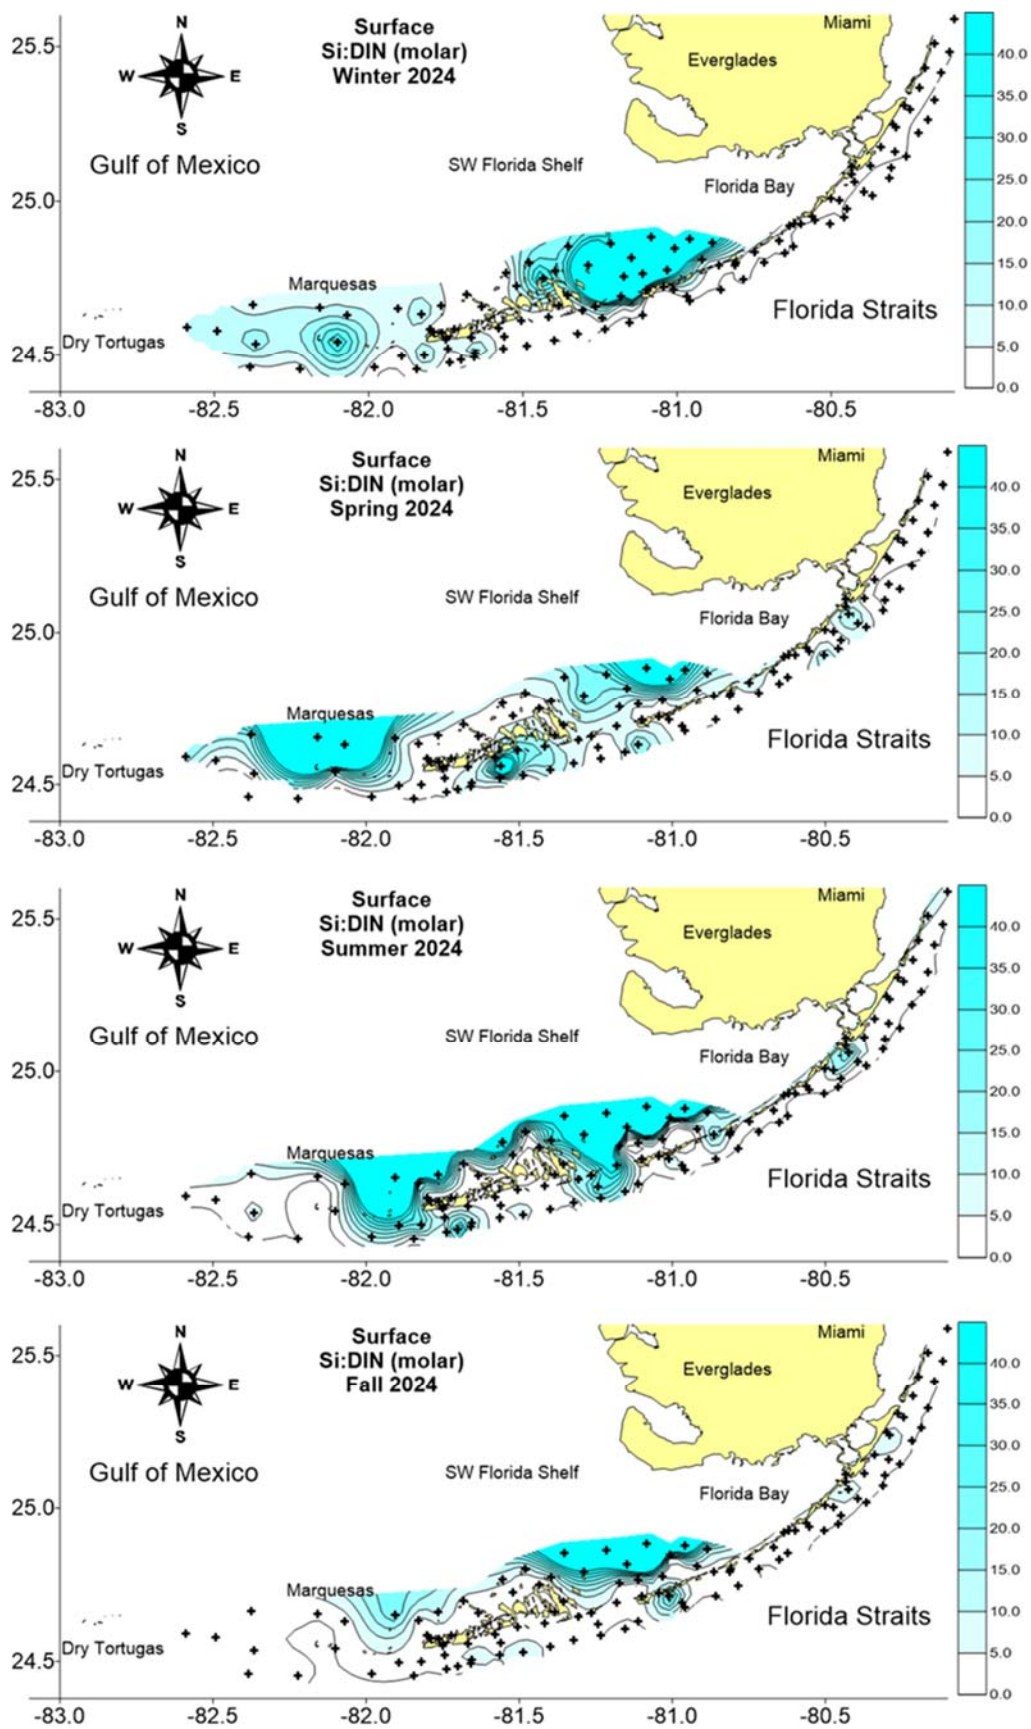 Surface
Si:DIN (molar)
Winter 2024
N
W E
S
Gulf of Mexico
SW Florida Shelf
Everglades
Miami
Florida Bay
Marquesas
Dry Tortugas
Florida Straits
25.5
25.0
24.5
-83.0 -82.5 -82.0 -81.5 -81.0 -80.5
40.0
35.0
30.0
25.0
20.0
15.0
10.0
5.0
0.0
Surface
Si:DIN (molar)
Spring 2024
N
W E
S
Gulf of Mexico
SW Florida Shelf
Everglades
Miami
Florida Bay
Marquesas
Dry Tortugas
Florida Straits
25.5
25.0
24.5
-83.0 -82.5 -82.0 -81.5 -81.0 -80.5
40.0
35.0
30.0
25.0
20.0
15.0
10.0
5.0
0.0
Surface
Si:DIN (molar)
Summer 2024
N
W E
S
Gulf of Mexico
SW Florida Shelf
Everglades
Miami
Florida Bay
Marquesas
Dry Tortugas
Florida Straits
25.5
25.0
24.5
-83.0 -82.5 -82.0 -81.5 -81.0 -80.5
40.0
35.0
30.0
25.0
20.0
15.0
10.0
5.0
0.0
Surface
Si:DIN (molar)
Fall 2024
N
W E
S
Gulf of Mexico
SW Florida Shelf
Everglades
Miami
Florida Bay
Marquesas
Dry Tortugas
Florida Straits
25.5
25.0
24.5
-83.0 -82.5 -82.0 -81.5 -81.0 -80.5
40.0
35.0
30.0
25.0
20.0
15.0
10.0
5.0
0.0